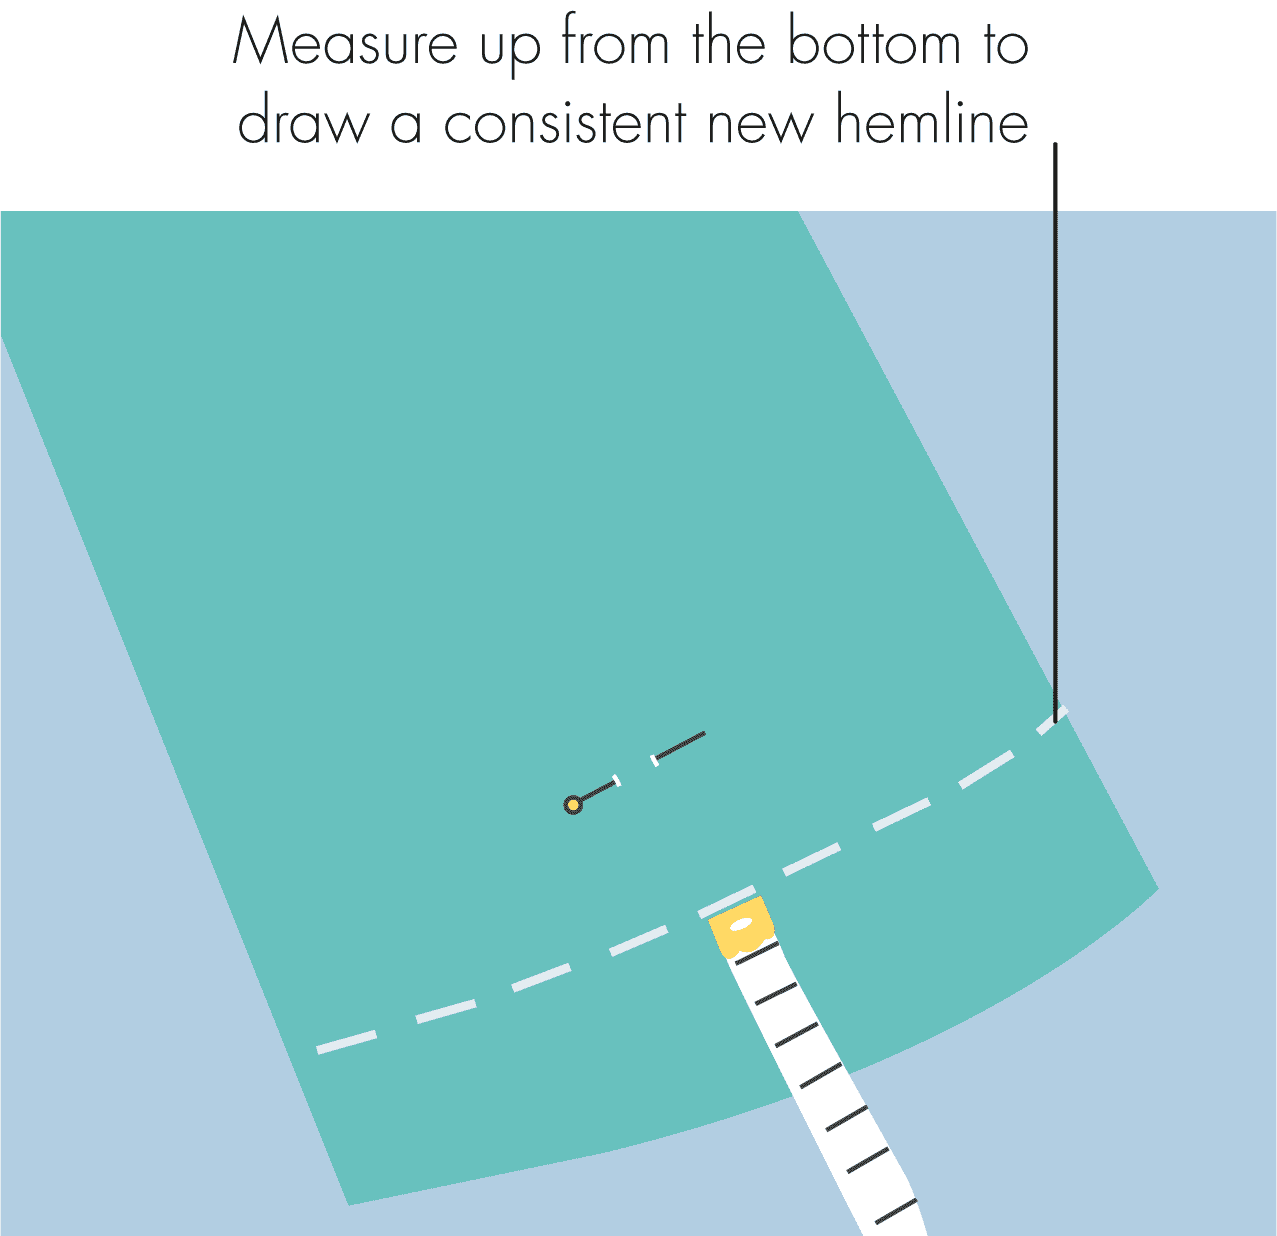 Measure up from the bottom to
draw a consistent new hemline